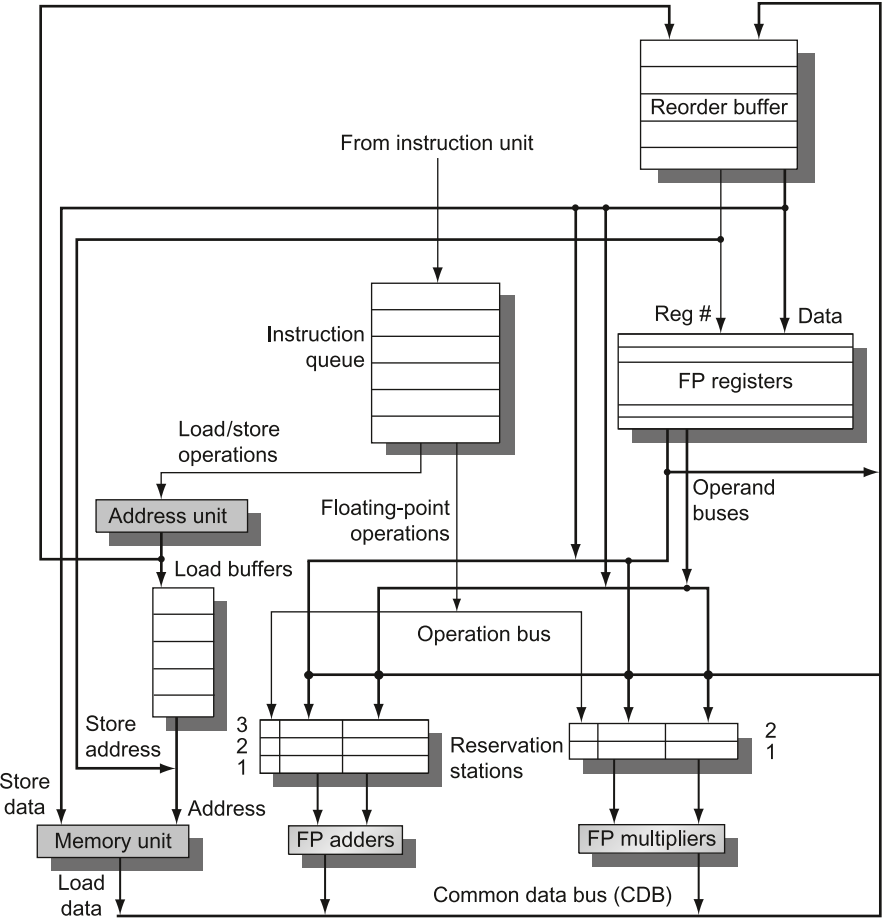 Reorder buffer
From instruction unit
Reg #
Data
Instruction
queue
FP registers
Load/store
operations
Operand
buses
Address unit
Floating-point
operations
Load buffers
Operation bus
Store
address
3
2
1
Reservation
stations
2
1
Store
data
Address
Memory unit
FP adders
FP multipliers
Load
data
Common data bus (CDB)